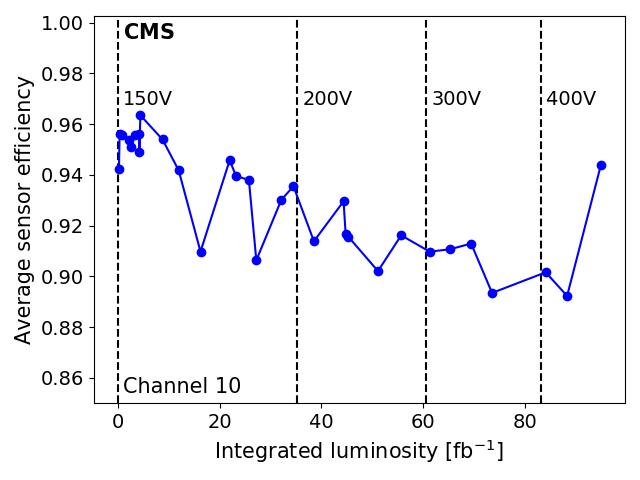 CMS
150V 200V 300V 400V
Channel 10
Average sensor efficiency
1.00
0.98
0.96
0.94
0.92
0.90
0.88
0.86
0 20 40 60 80
Integrated luminosity [fb⁻¹]